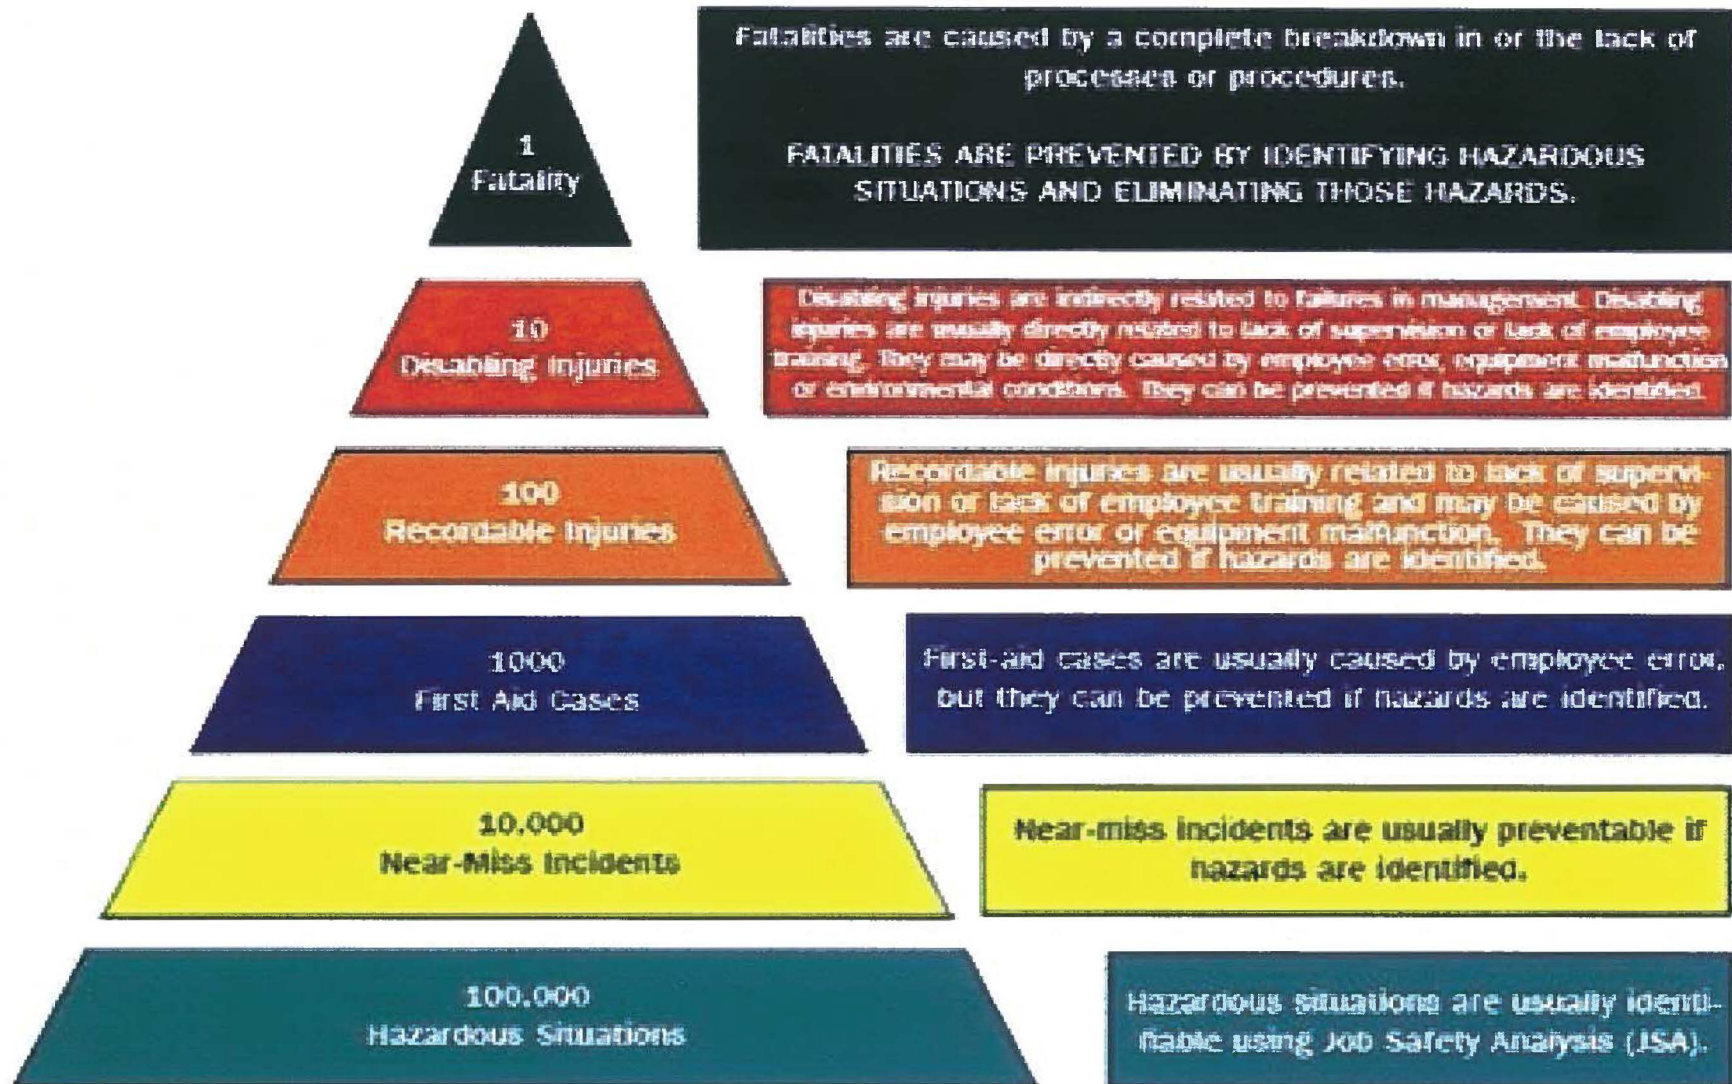 1
Fatality
Fatalities are caused by a complete breakdown in or the lack of
processes or procedures.
FATALITIES ARE PREVENTED BY IDENTIFYING HAZARDOUS
SITUATIONS AND ELIMINATING THOSE HAZARDS.
10
Disabling Injuries
Disabling injuries are indirectly related to failures in management. Disabling
injuries are usually directly related to lack of supervision or lack of employee
training. They may be directly caused by employee error, equipment malfunction
or environmental conditions. They can be prevented if hazards are identified.
100
Recordable Injuries
Recordable injuries are usually related to lack of supervi-
sion or lack of employee training and may be caused by
employee error or equipment malfunction. They can be
prevented if hazards are identified.
1000
First Aid Cases
First-aid cases are usually caused by employee error,
but they can be prevented if hazards are identified.
10.000
Near-Miss Incidents
Near-miss incidents are usually preventable if
hazards are identified.
100.000
Hazardous Situations
Hazardous situations are usually identi-
fiable using Job Safety Analysis (JSA).